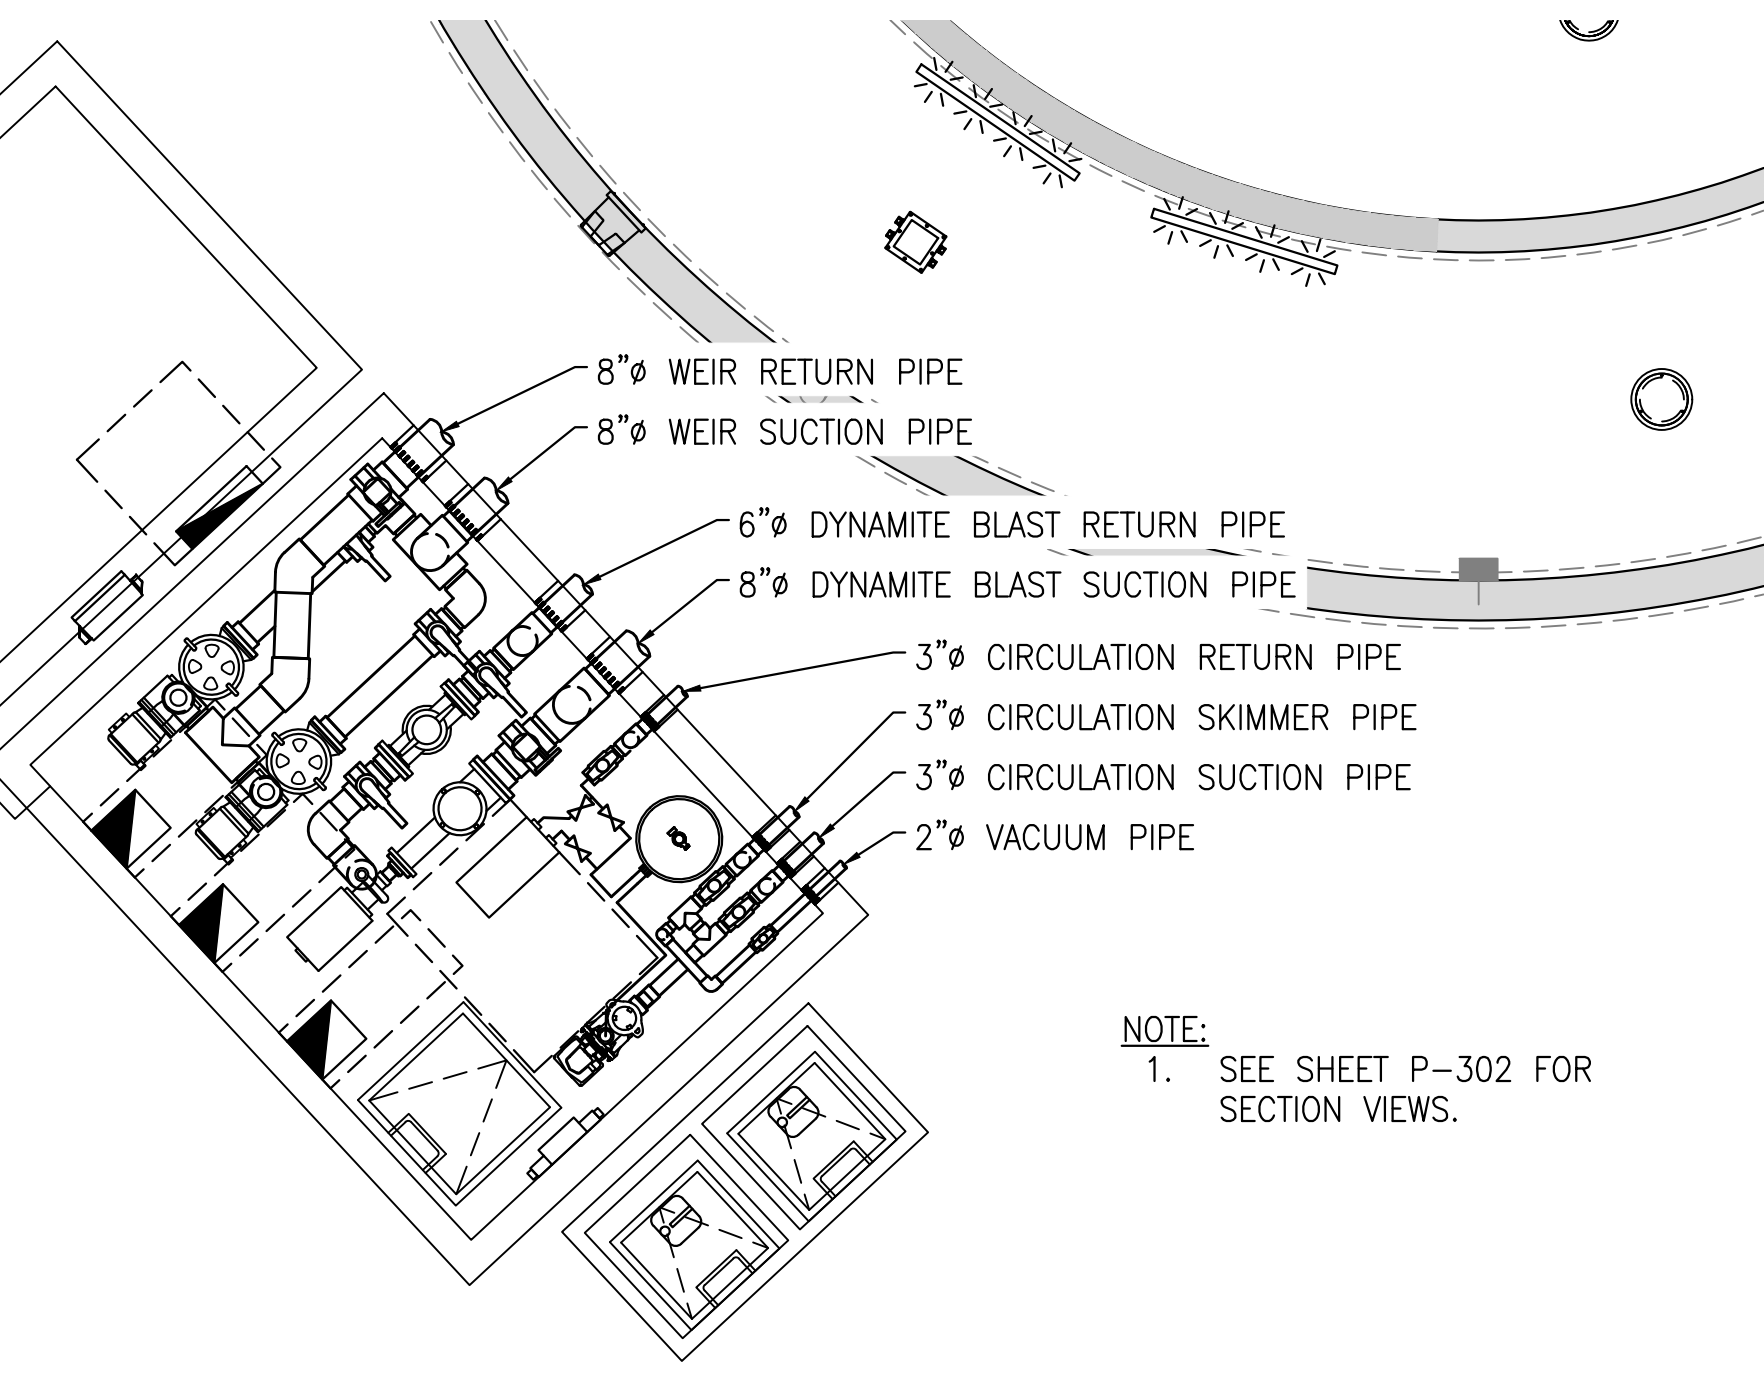 8”ø WEIR RETURN PIPE
8”ø WEIR SUCTION PIPE
6”ø DYNAMITE BLAST RETURN PIPE
8”ø DYNAMITE BLAST SUCTION PIPE
3”ø CIRCULATION RETURN PIPE
3”ø CIRCULATION SKIMMER PIPE
3”ø CIRCULATION SUCTION PIPE
2”ø VACUUM PIPE
NOTE:
1. SEE SHEET P-302 FOR
SECTION VIEWS.